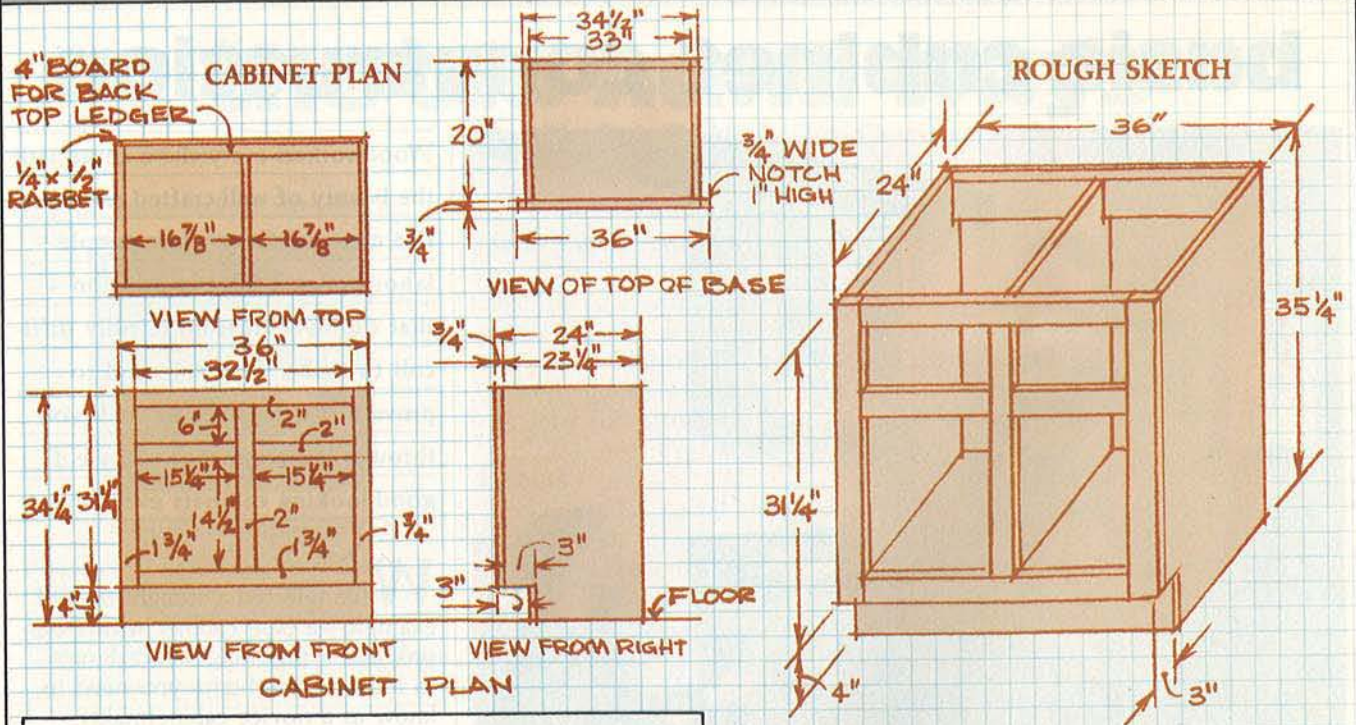 CABINET PLAN
4" BOARD
FOR BACK
TOP LEDGER
1/4" x 1/2"
RABBET
16 7/8"
16 7/8"
VIEW FROM TOP
34 1/2"
33"
20"
3/4"
36"
3/4" WIDE
NOTCH
1" HIGH
VIEW OF TOP OF BASE
36"
32 1/2"
6"
2"
2"
15 1/4"
15 1/4"
34 1/4"
31 1/4"
14 1/2"
2"
1 3/4"
1 3/4"
1 3/4"
4"
VIEW FROM FRONT
3/4"
24"
23 1/4"
3"
3"
FLOOR
VIEW FROM RIGHT
CABINET PLAN
ROUGH SKETCH
36"
24"
35 1/4"
31 1/4"
4"
3"